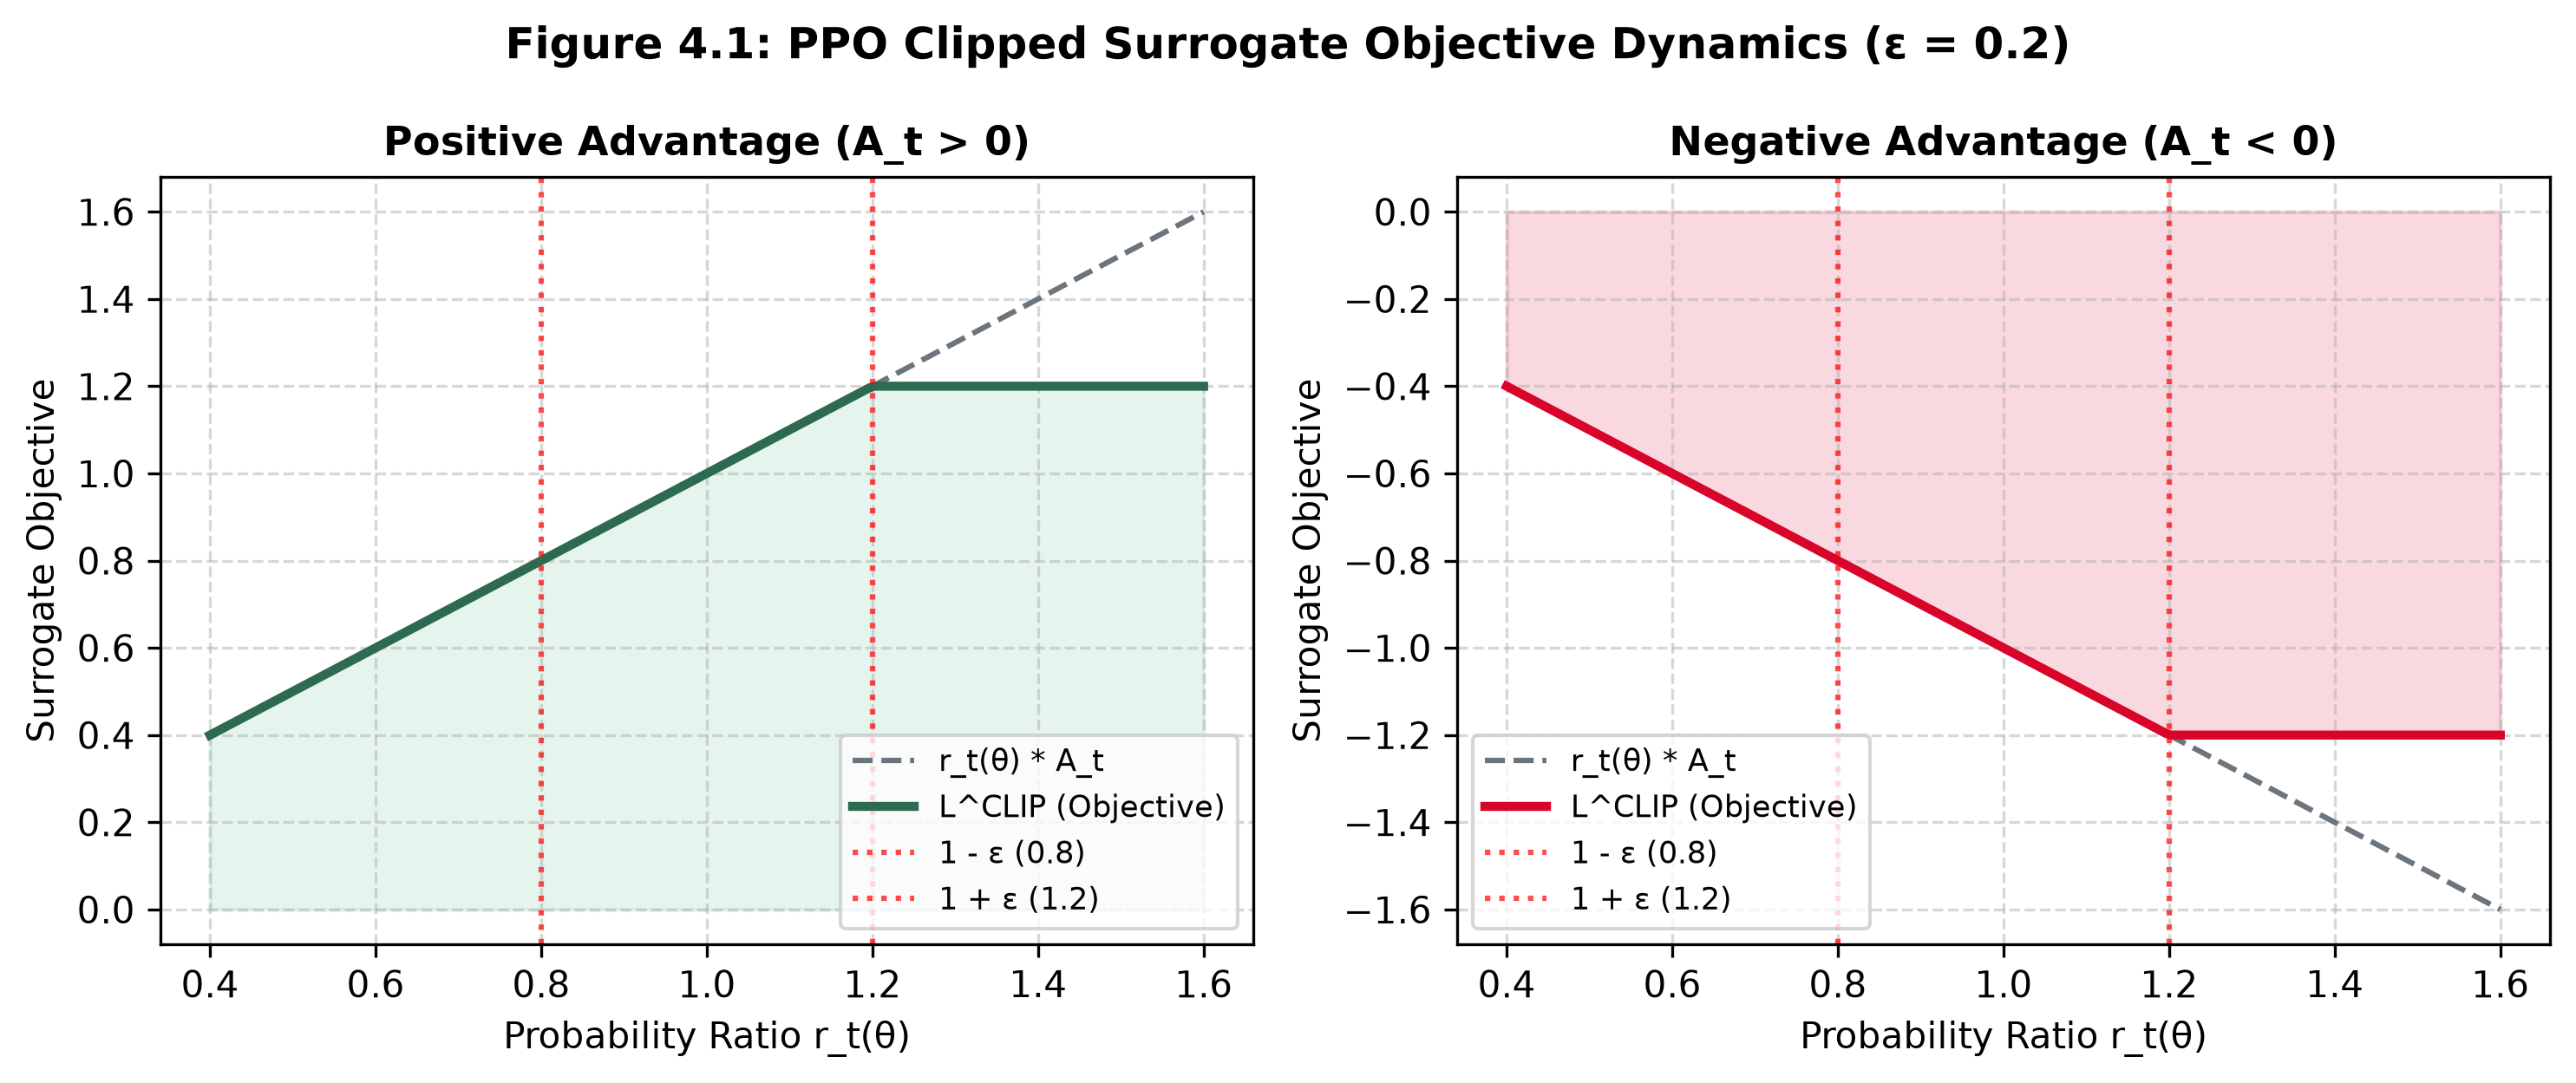 Figure 4.1: PPO Clipped Surrogate Objective Dynamics (ε = 0.2)
Positive Advantage (A_t > 0)
Surrogate Objective
1.6
1.4
1.2
1.0
0.8
0.6
0.4
0.2
0.0
r_t(θ) * A_t
L^CLIP (Objective)
1 - ε (0.8)
1 + ε (1.2)
0.4 0.6 0.8 1.0 1.2 1.4 1.6
Probability Ratio r_t(θ)
Negative Advantage (A_t < 0)
Surrogate Objective
0.0
−0.2
−0.4
−0.6
−0.8
−1.0
−1.2
−1.4
−1.6
r_t(θ) * A_t
L^CLIP (Objective)
1 - ε (0.8)
1 + ε (1.2)
0.4 0.6 0.8 1.0 1.2 1.4 1.6
Probability Ratio r_t(θ)